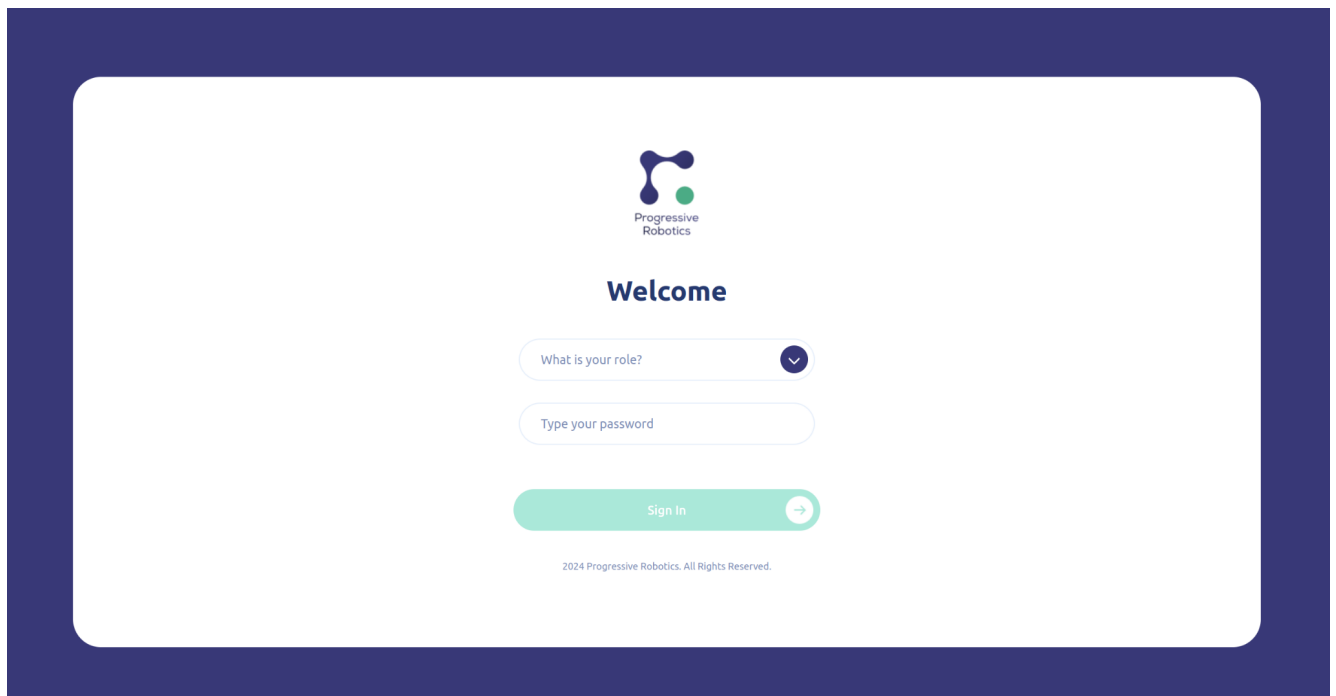 Progressive
Robotics
Welcome
What is your role?
Type your password
Sign In
2024 Progressive Robotics. All Rights Reserved.